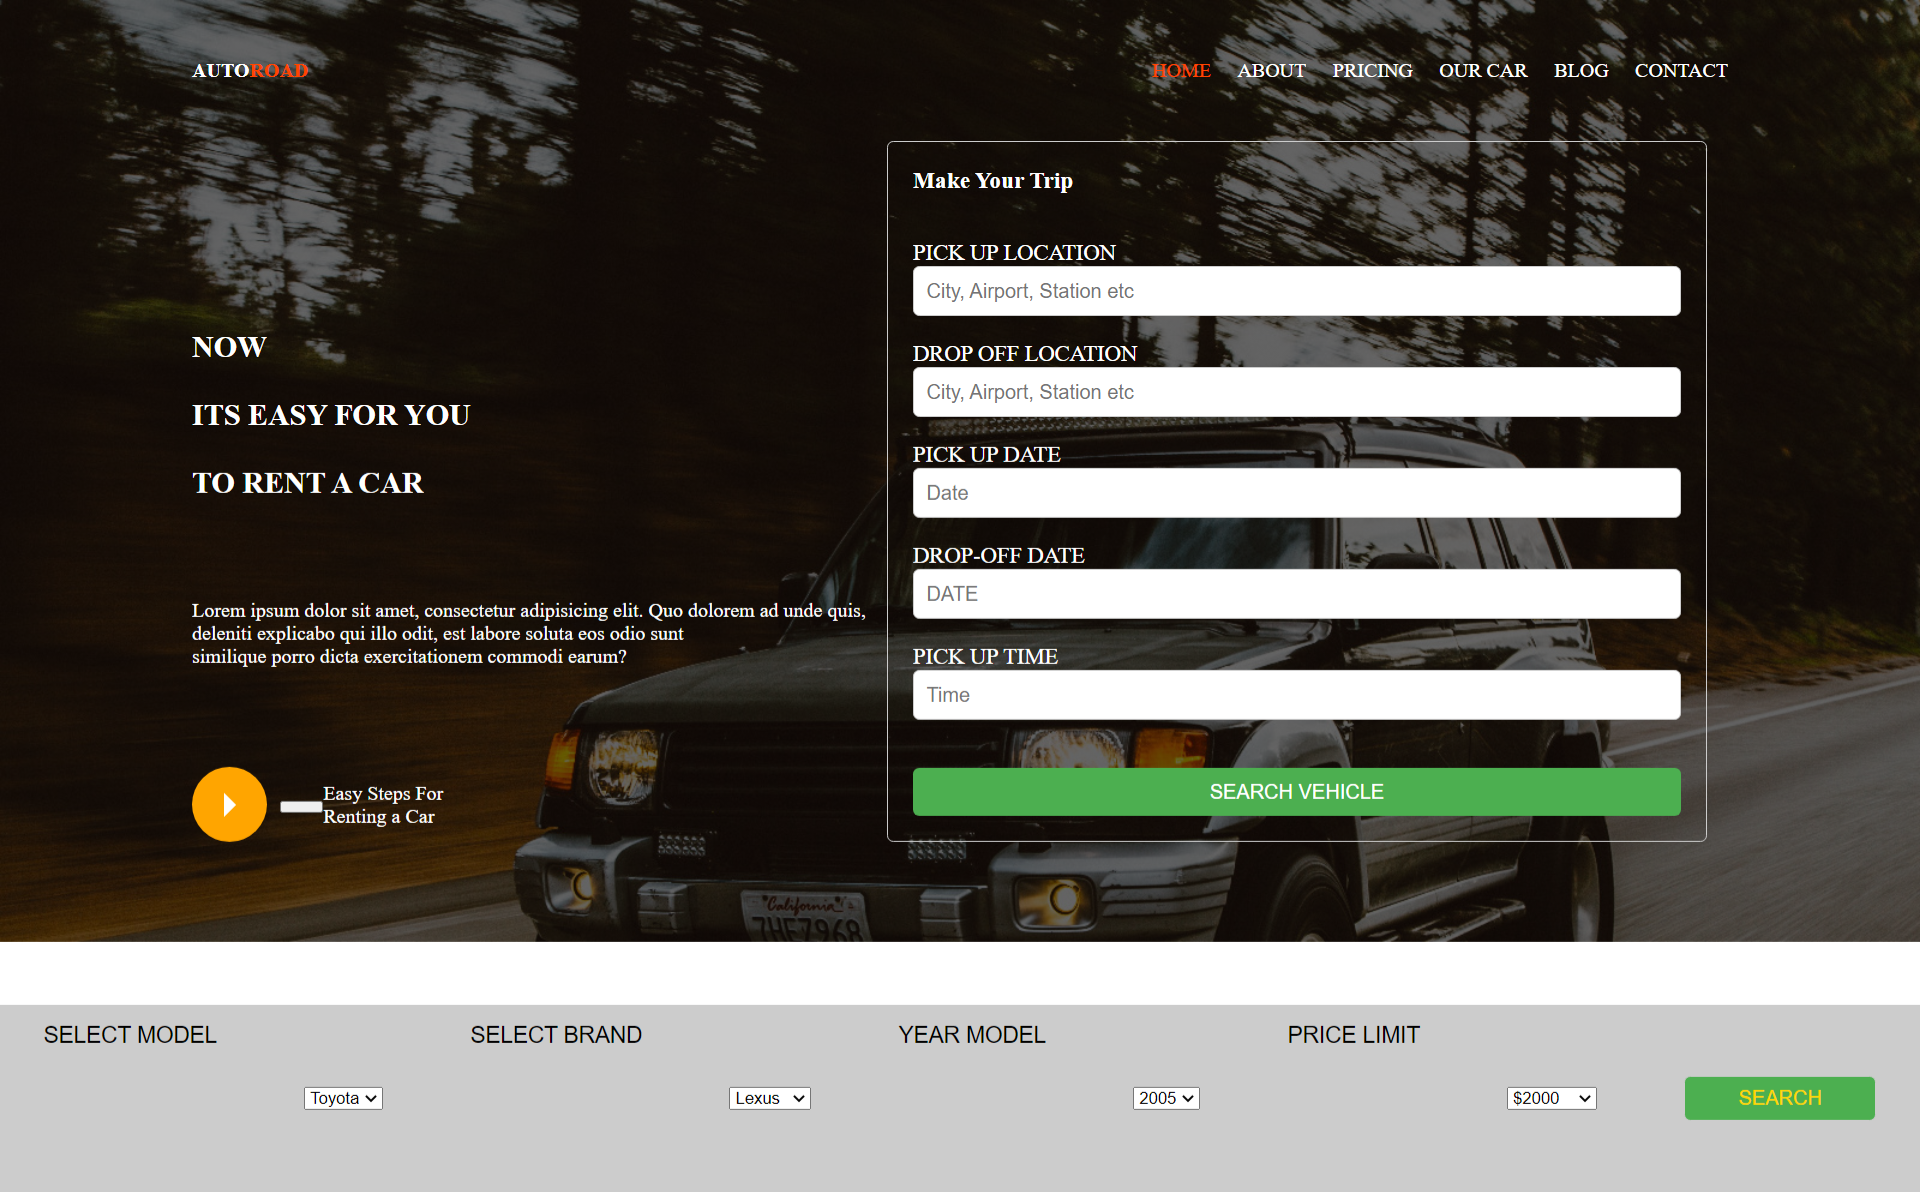 AUTOROAD
HOME ABOUT PRICING OUR CAR BLOG CONTACT
Make Your Trip
PICK UP LOCATION
City, Airport, Station etc
DROP OFF LOCATION
City, Airport, Station etc
PICK UP DATE
Date
DROP-OFF DATE
DATE
PICK UP TIME
Time
SEARCH VEHICLE
NOW
ITS EASY FOR YOU
TO RENT A CAR
Lorem ipsum dolor sit amet, consectetur adipisicing elit. Quo dolorem ad unde quis,
deleniti explicabo qui illo odit, est labore soluta eos odio sunt
similique porro dicta exercitationem commodi earum?
Easy Steps For
Renting a Car
California
7HE7968
SELECT MODEL
Toyota
SELECT BRAND
Lexus
YEAR MODEL
2005
PRICE LIMIT
$2000
SEARCH